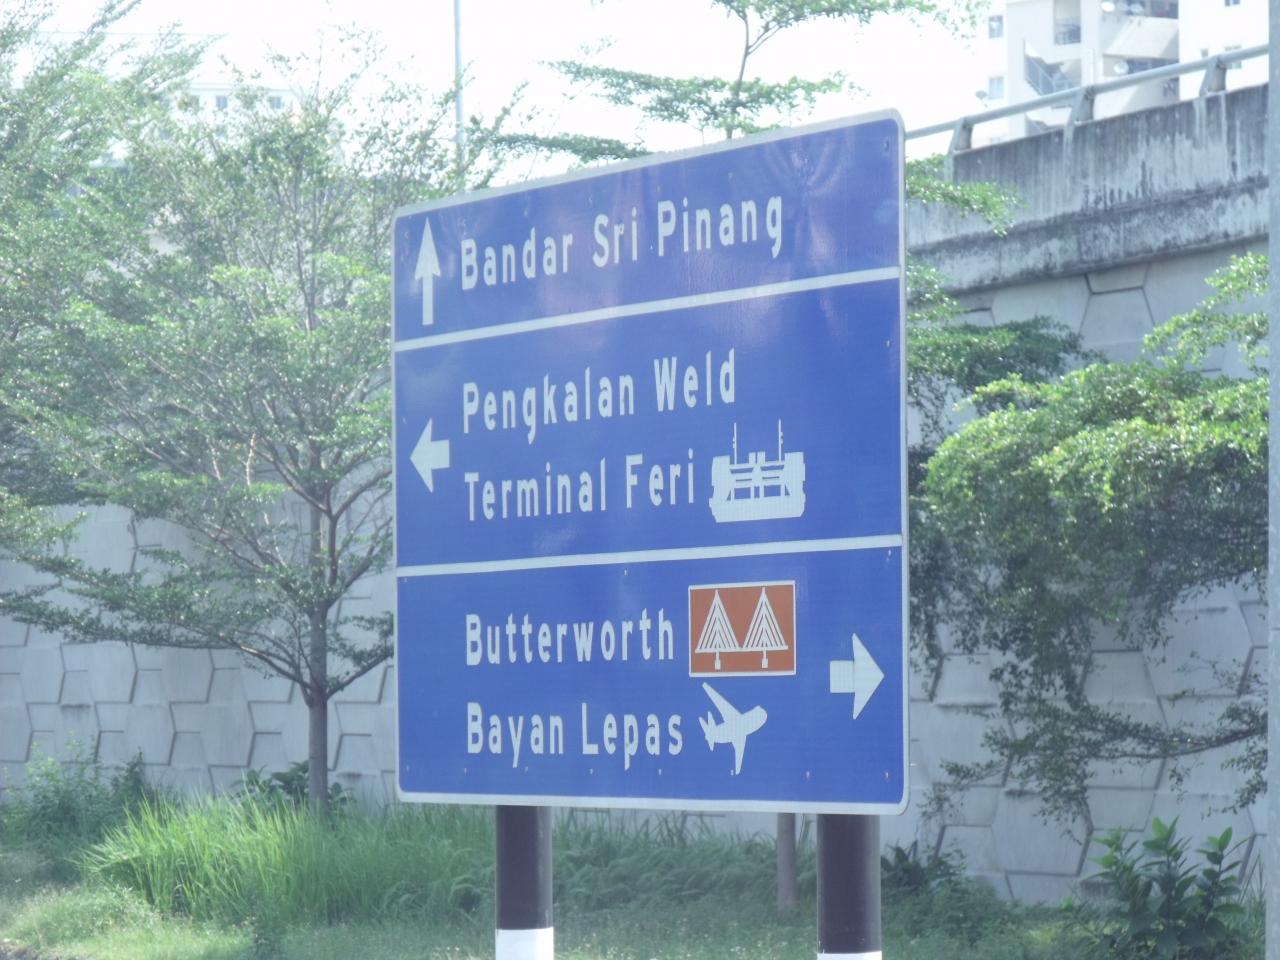 Bandar Sri Pinang
Pengkalan Weld
Terminal Feri
Butterworth
Bayan Lepas